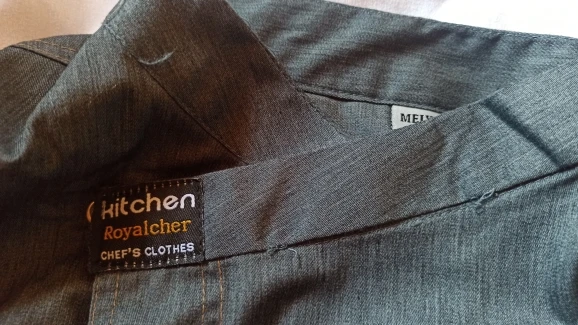 kitchen
Royalcher
CHEF'S CLOTHES